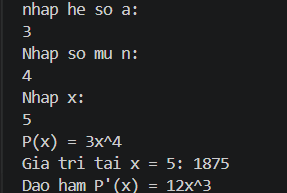 nhap he so a:
3
Nhap so mu n:
4
Nhap x:
5
P(x) = 3x^4
Gia tri tai x = 5: 1875
Dao ham P'(x) = 12x^3